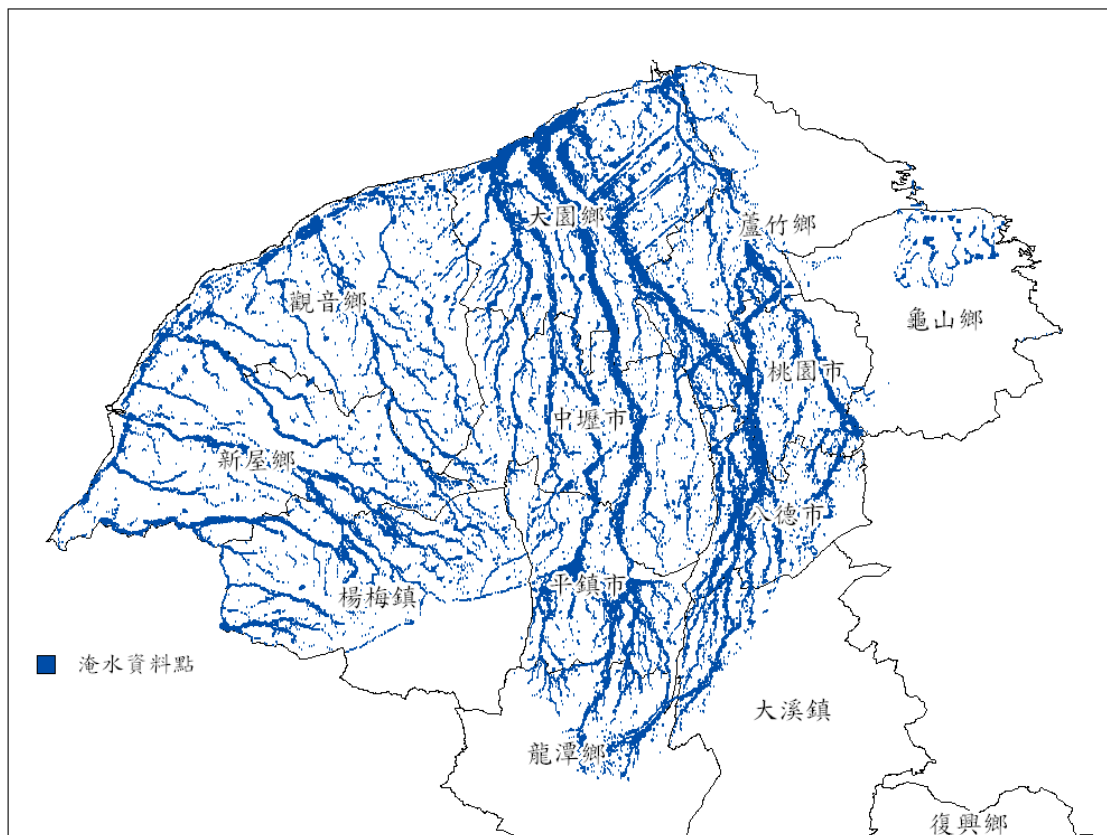 大園鄉
蘆竹鄉
觀音鄉
龜山鄉
桃園市
中壢市
新屋鄉
八德市
平鎮市
楊梅鎮
淹水資料點
大溪鎮
龍潭鄉
復興鄉